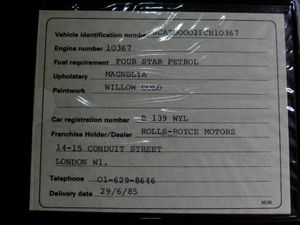 Vehicle identification number SCAZD0002FCH10367
Engine number 10367
Fuel requirement FOUR STAR PETROL
Upholstery MAGNOLIA
Paintwork WILLOW GOLD
Car registration number B 139 WYL
Franchise Holder/Dealer ROLLS-ROYCE MOTORS
14-15 CONDUIT STREET
LONDON W1.
Telephone 01-629-8646
Delivery date 29/6/85